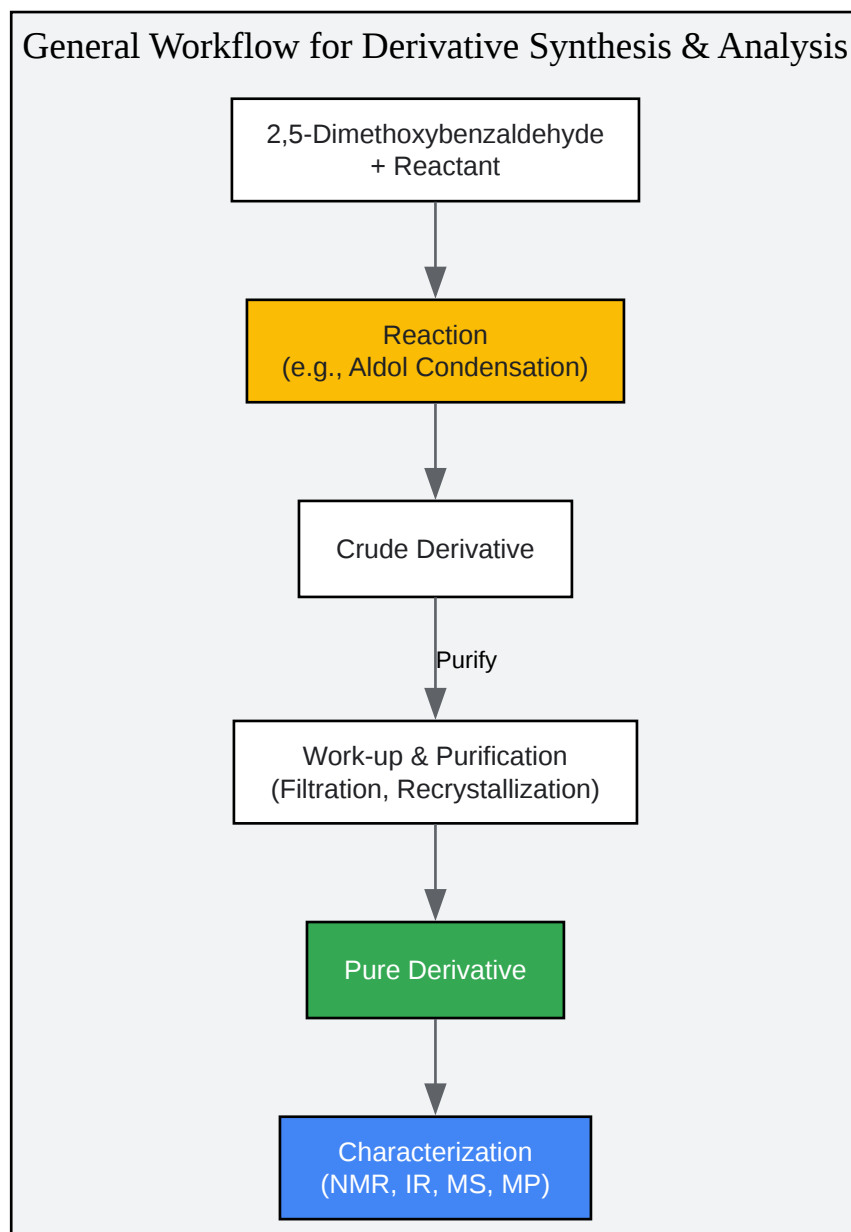 General Workflow for Derivative Synthesis & Analysis
2,5-Dimethoxybenzaldehyde
+ Reactant
Reaction
(e.g., Aldol Condensation)
Crude Derivative
Purify
Work-up & Purification
(Filtration, Recrystallization)
Pure Derivative
Characterization
(NMR, IR, MS, MP)